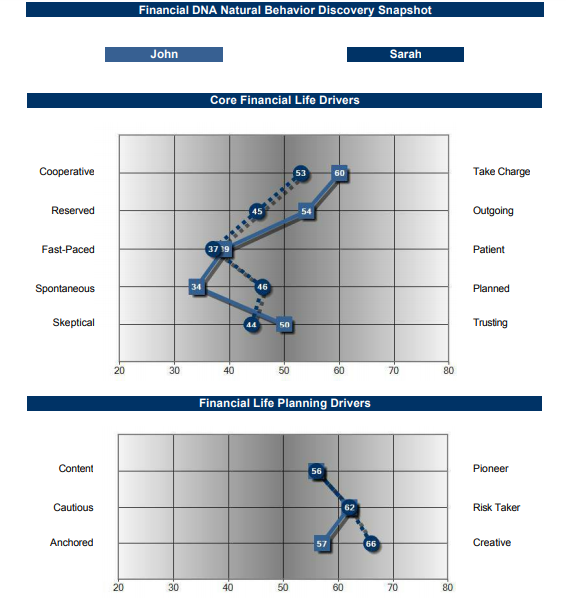 Financial DNA Natural Behavior Discovery Snapshot
John Sarah
Core Financial Life Drivers
Cooperative 53 60 Take Charge
Reserved 45 54 Outgoing
Fast-Paced 37 39 Patient
Spontaneous 34 46 Planned
Skeptical 44 50 Trusting
20 30 40 50 60 70 80
Financial Life Planning Drivers
Content 56 Pioneer
Cautious 62 Risk Taker
Anchored 57 66 Creative
20 30 40 50 60 70 80